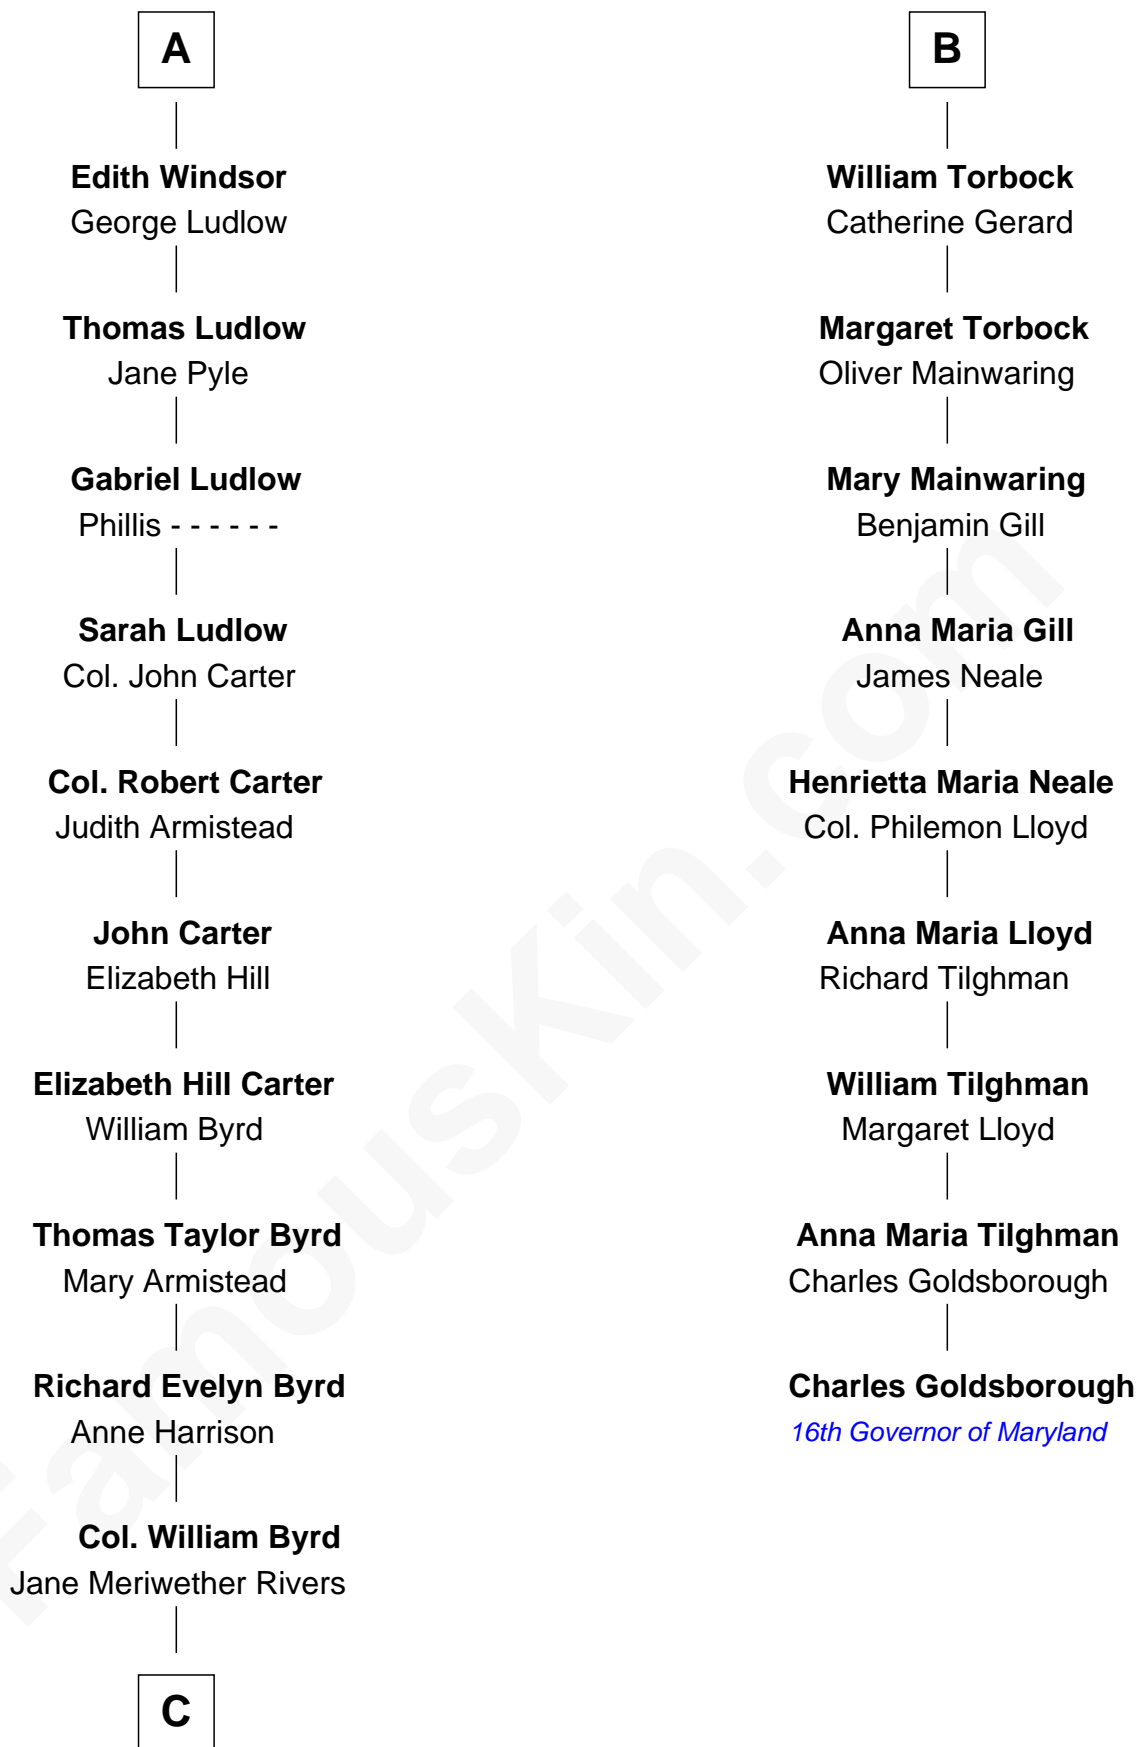 A
Edith Windsor
George Ludlow
Thomas Ludlow
Jane Pyle
Gabriel Ludlow
Phillis - - - - - -
Sarah Ludlow
Col. John Carter
Col. Robert Carter
Judith Armistead
John Carter
Elizabeth Hill
Elizabeth Hill Carter
William Byrd
Thomas Taylor Byrd
Mary Armistead
Richard Evelyn Byrd
Anne Harrison
Col. William Byrd
Jane Meriwether Rivers
C
B
William Torbock
Catherine Gerard
Margaret Torbock
Oliver Mainwaring
Mary Mainwaring
Benjamin Gill
Anna Maria Gill
James Neale
Henrietta Maria Neale
Col. Philemon Lloyd
Anna Maria Lloyd
Richard Tilghman
William Tilghman
Margaret Lloyd
Anna Maria Tilghman
Charles Goldsborough
Charles Goldsborough
16th Governor of Maryland
FamousKin.com